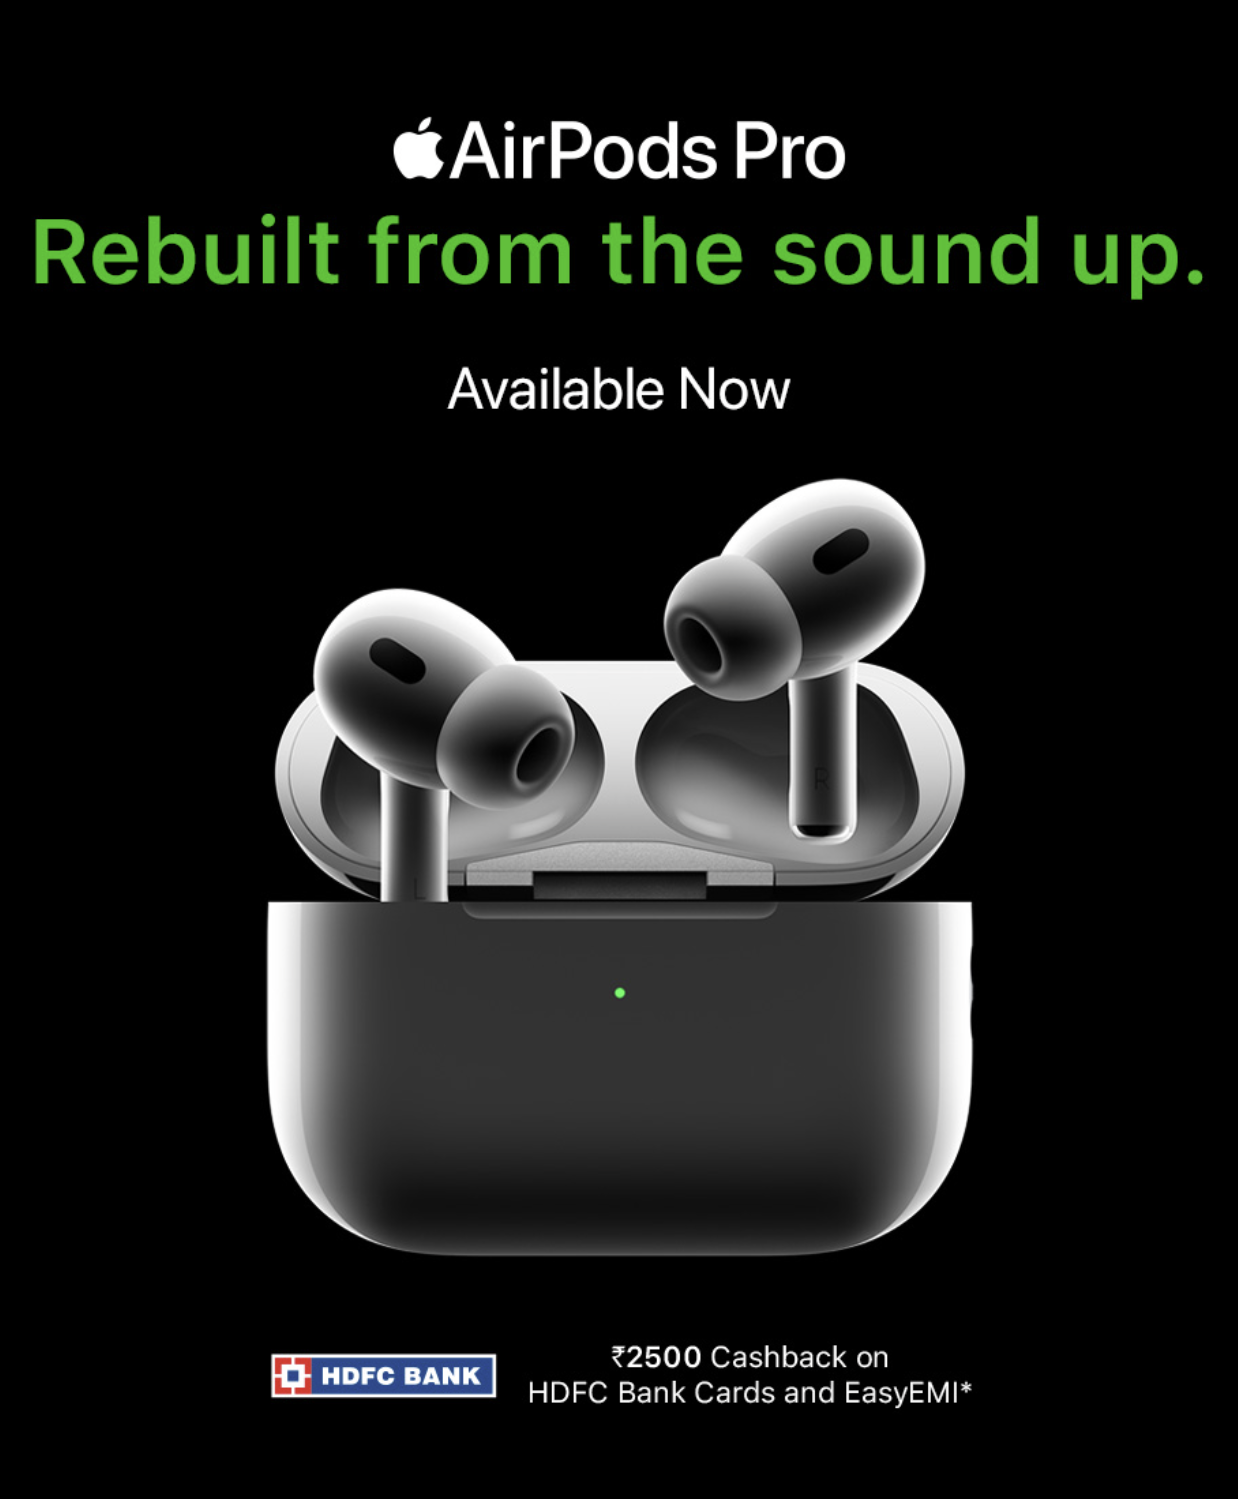 AirPods Pro
Rebuilt from the sound up.
Available Now
R
L
HDFC BANK
₹2500 Cashback on
HDFC Bank Cards and EasyEMI*